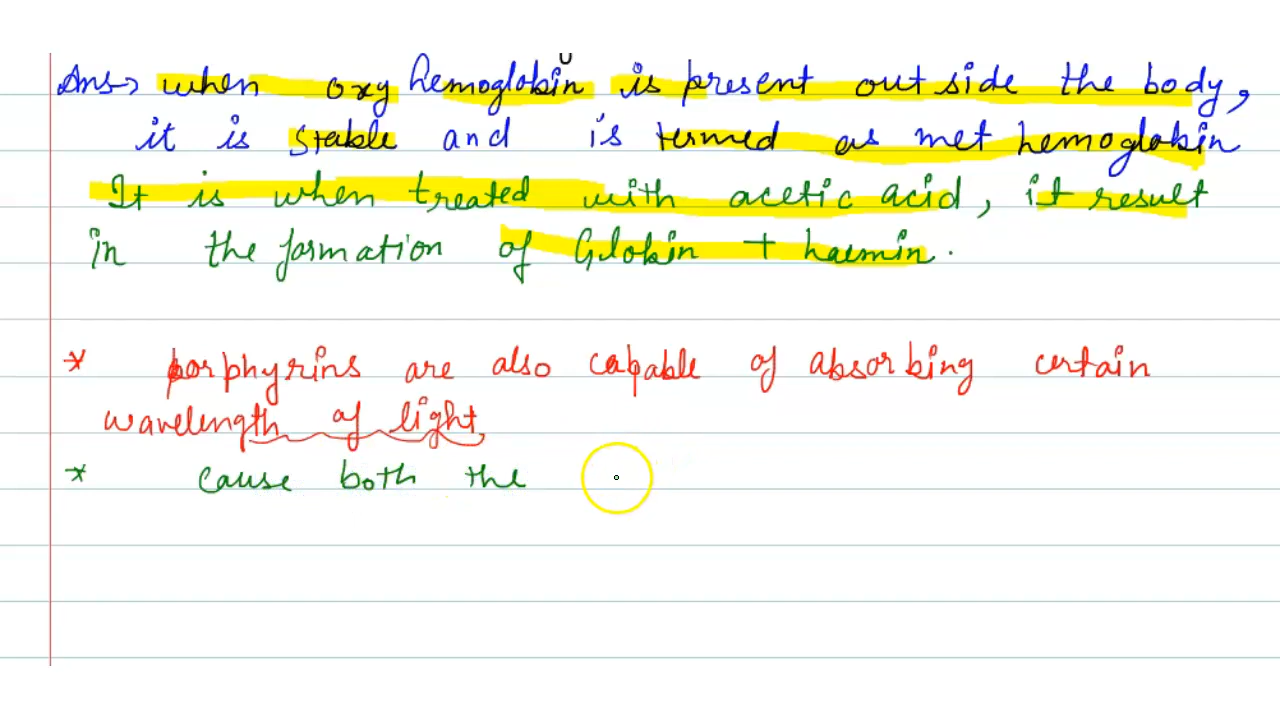 Ans, when oxy hemoglobin is present out side the body,
it is stable and is termed as met hemoglobin
It is when treated with acetic acid, it result
in the formation of Globin + haemin.
* porphyrins are also capable of absorbing certain
wavelength of light
* cause both the